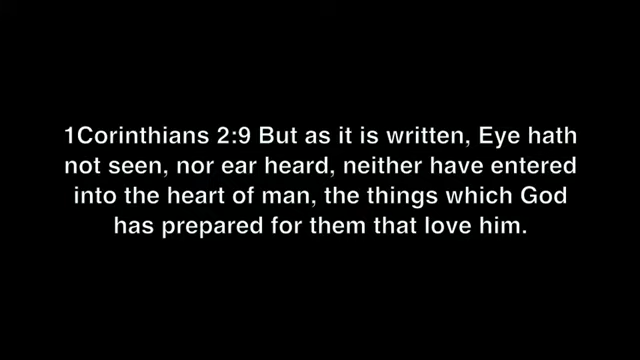 1Corinthians 2:9 But as it is written, Eye hath
not seen, nor ear heard, neither have entered
into the heart of man, the things which God
has prepared for them that love him.